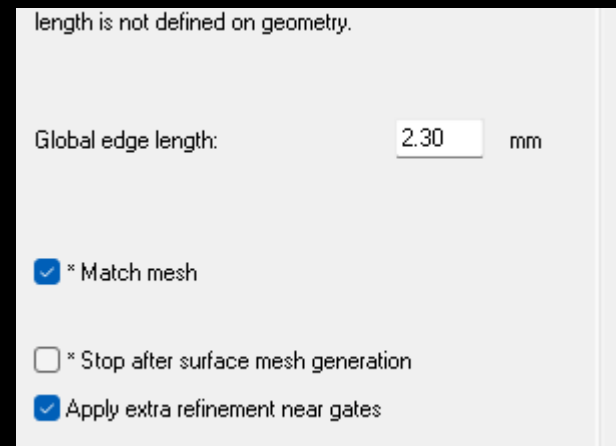 length is not defined on geometry.
Global edge length: 2.30 mm
* Match mesh
* Stop after surface mesh generation
Apply extra refinement near gates